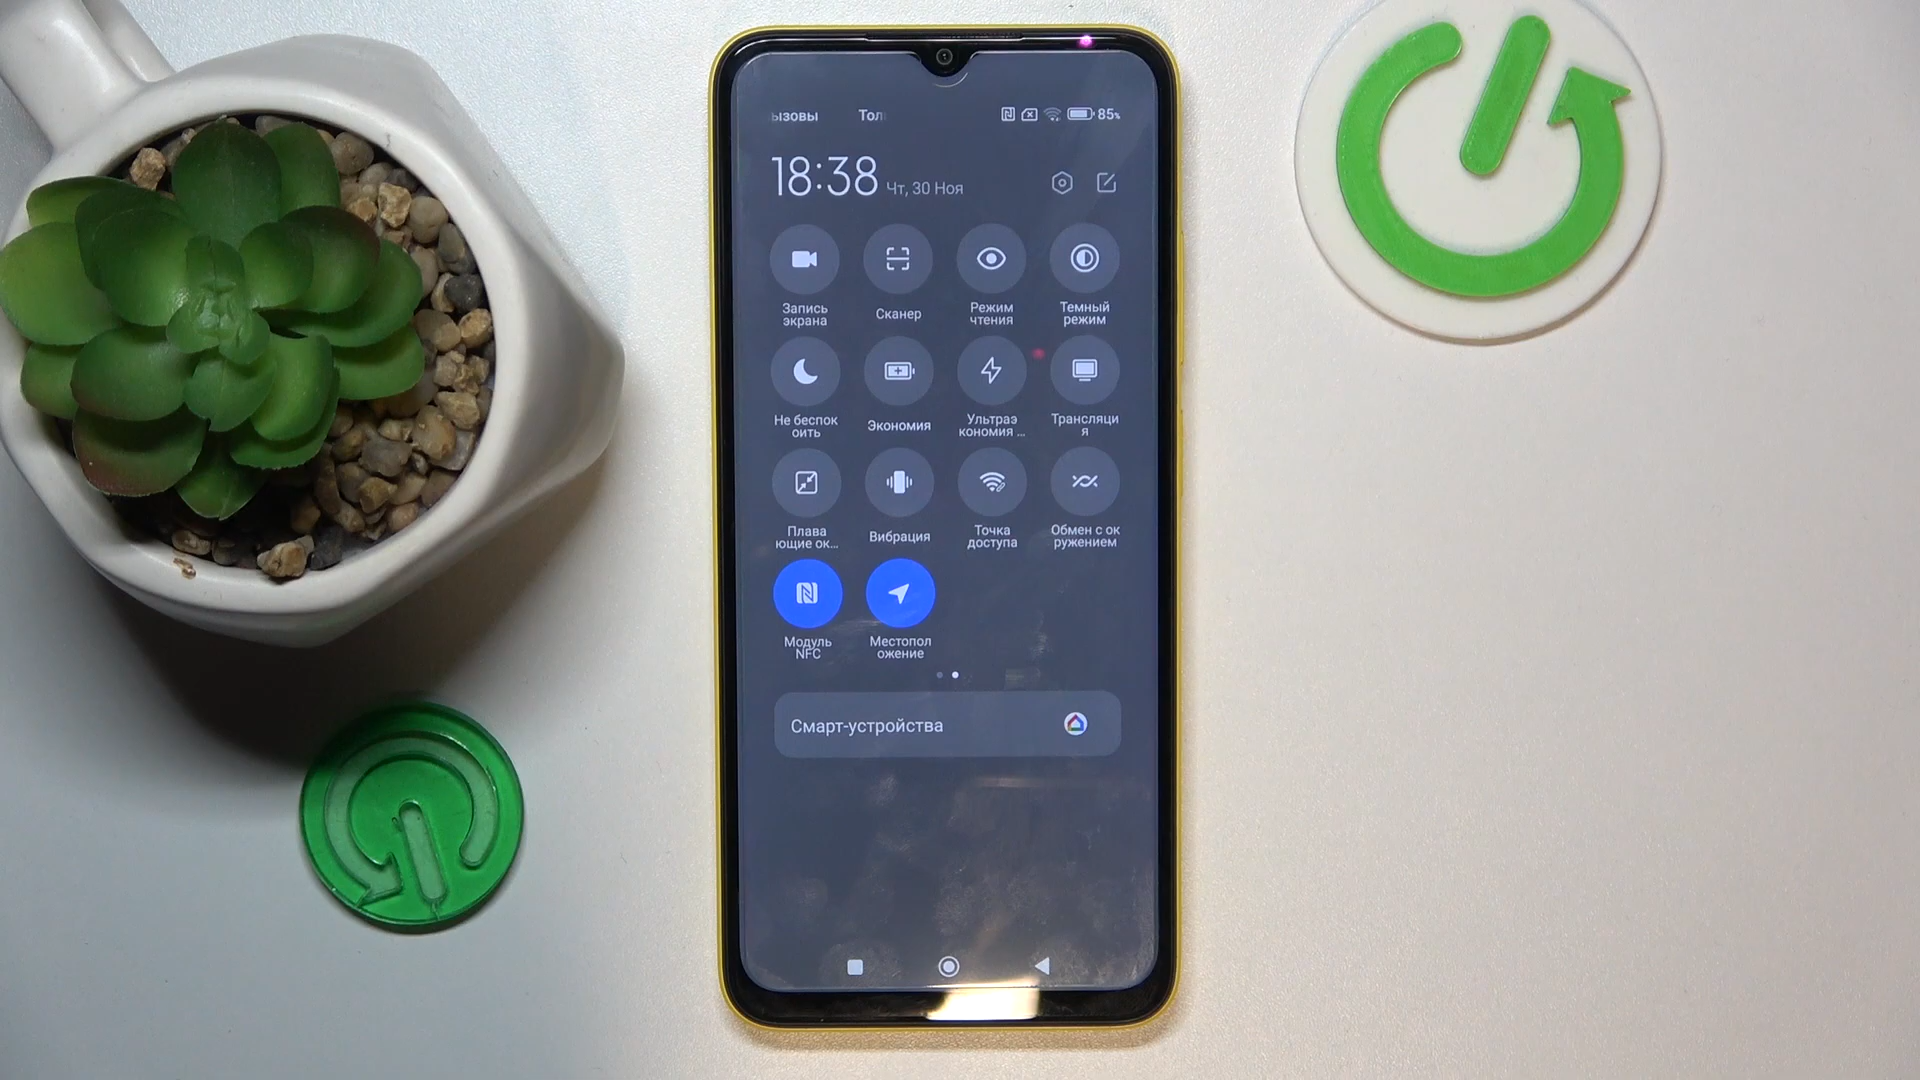 ызовы Тол 85%
18:38 Чт, 30 Ноя
Запись
экрана
Сканер
Режим
чтения
Темный
режим
Не беспок
оить
Экономия
Ультраэ
кономия ...
Трансляци
я
Плава
ющие ок...
Вибрация
Точка
доступа
Обмен с ок
ружением
Модуль
NFC
Местопол
ожение
Смарт-устройства